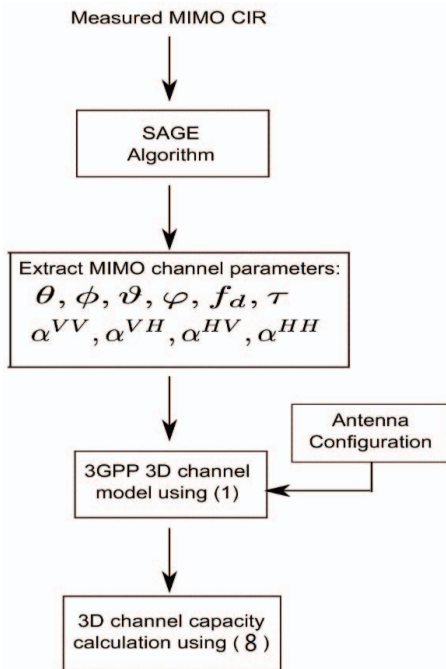 Measured MIMO CIR
SAGE
Algorithm
Extract MIMO channel parameters:
θ, ϕ, ϑ, φ, f_d, τ
α^{VV}, α^{VH}, α^{HV}, α^{HH}
Antenna
Configuration
3GPP 3D channel
model using (1)
3D channel capacity
calculation using (8)